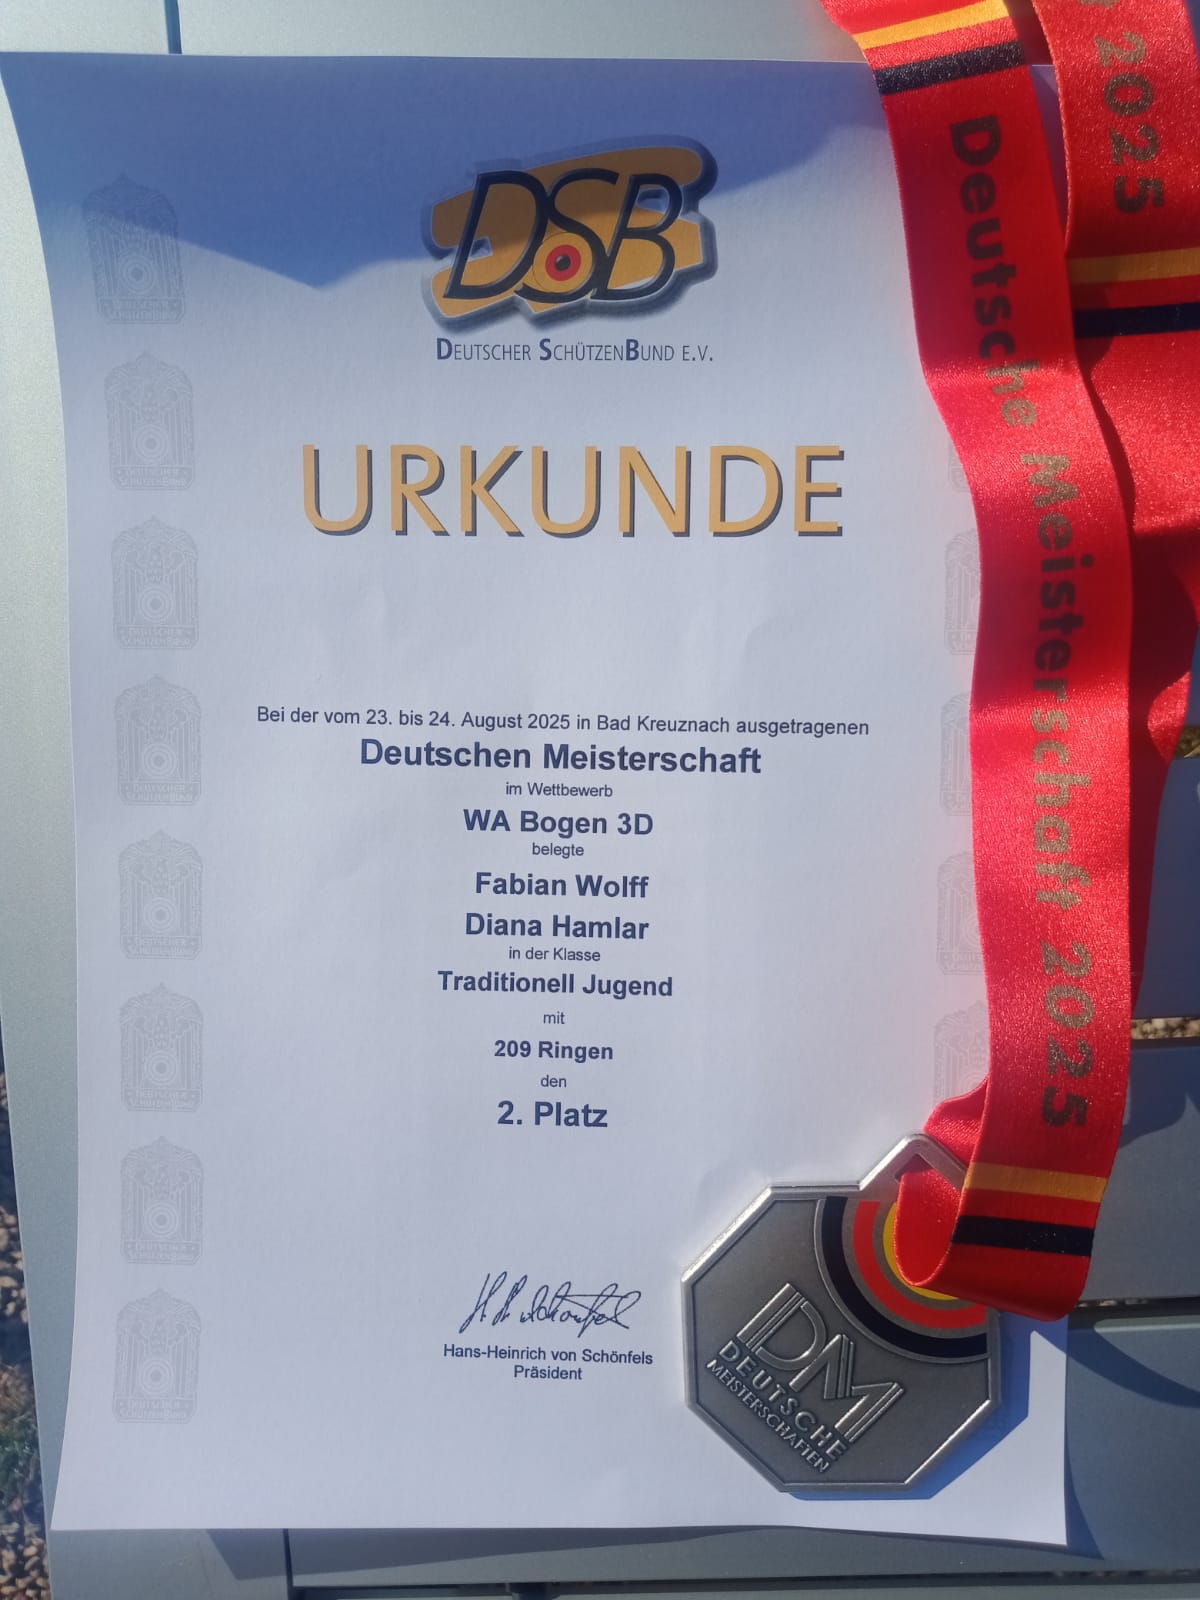 DSB
DEUTSCHER SCHÜTZENBUND E.V.
URKUNDE
Bei der vom 23. bis 24. August 2025 in Bad Kreuznach ausgetragenen
Deutschen Meisterschaft
im Wettbewerb
WA Bogen 3D
belegte
Fabian Wolff
Diana Hamlar
in der Klasse
Traditionell Jugend
mit
209 Ringen
den
2. Platz
Hans-Heinrich von Schönfels
Präsident
Deutsche Meisterschaft 2025
2025
DM
DEUTSCHE
MEISTERSCHAFTEN
DEUTSCHER
SCHÜTZENBUND